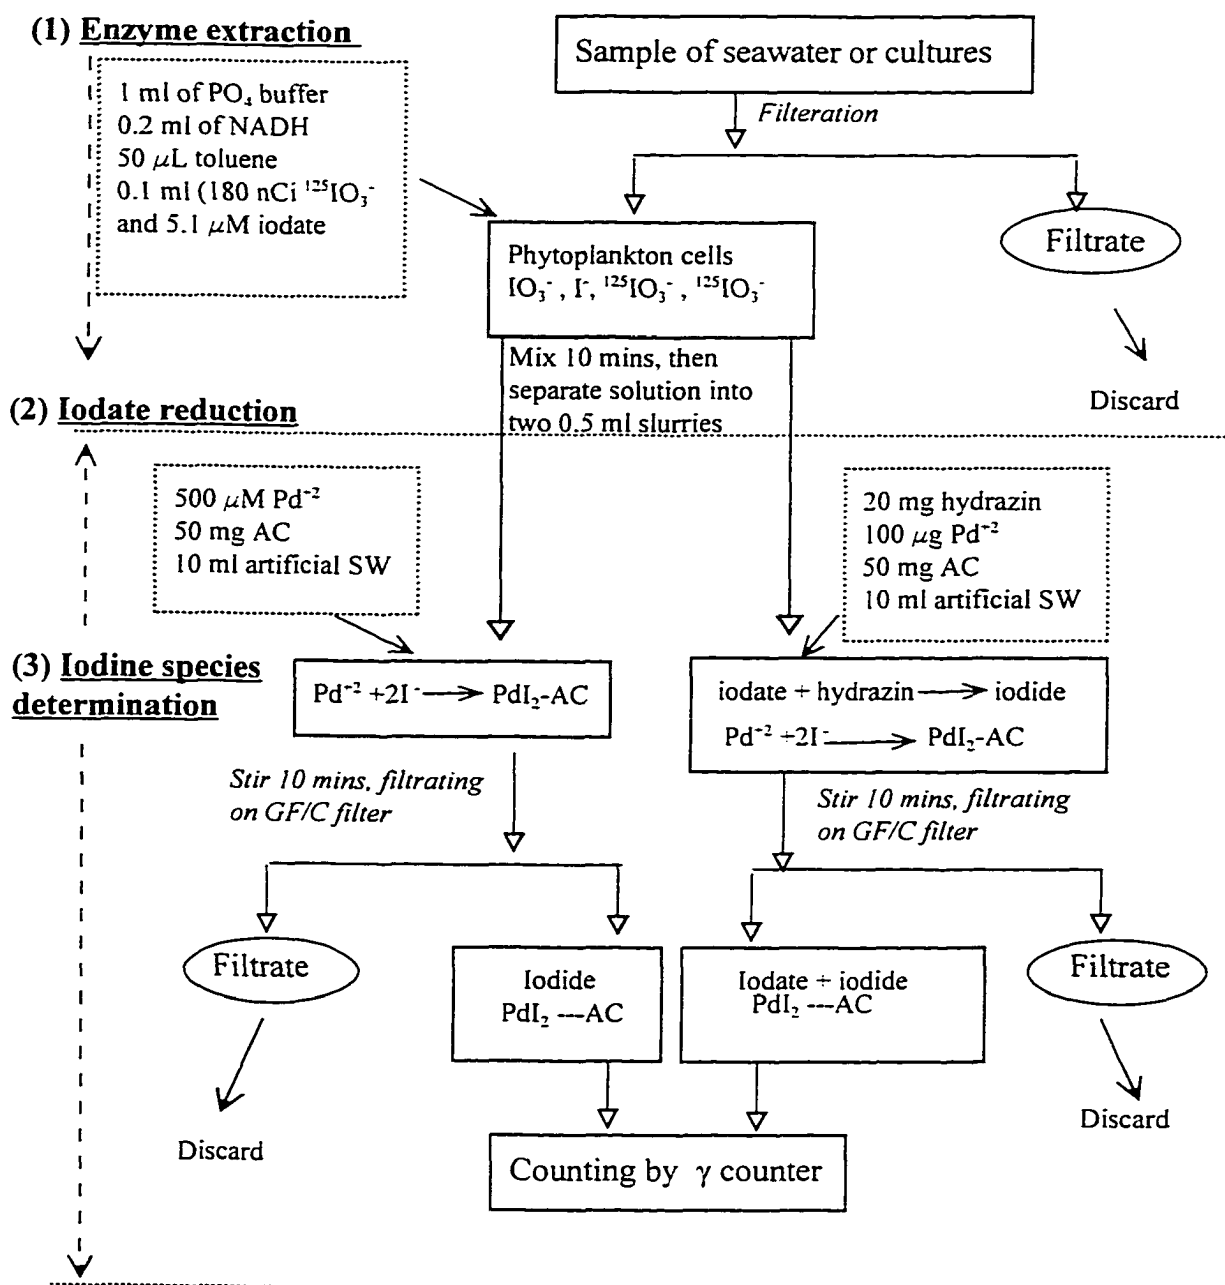 (1) Enzyme extraction
Sample of seawater or cultures
Filteration
1 ml of PO₄ buffer
0.2 ml of NADH
50 μL toluene
0.1 ml (180 nCi ¹²⁵IO₃⁻
and 5.1 μM iodate
Filtrate
Phytoplankton cells
IO₃⁻ , I⁻, ¹²⁵IO₃⁻ , ¹²⁵IO₃⁻
Discard
Mix 10 mins, then
separate solution into
two 0.5 ml slurries
(2) Iodate reduction
500 μM Pd⁺²
50 mg AC
10 ml artificial SW
20 mg hydrazin
100 μg Pd⁺²
50 mg AC
10 ml artificial SW
(3) Iodine species
determination
Pd⁺² +2I⁻ → PdI₂-AC
iodate + hydrazin → iodide
Pd⁺² +2I⁻ → PdI₂-AC
Stir 10 mins, filtrating
on GF/C filter
Stir 10 mins, filtrating
on GF/C filter
Filtrate
Iodide
PdI₂ ---AC
Iodate + iodide
PdI₂ ---AC
Filtrate
Discard
Discard
Counting by γ counter